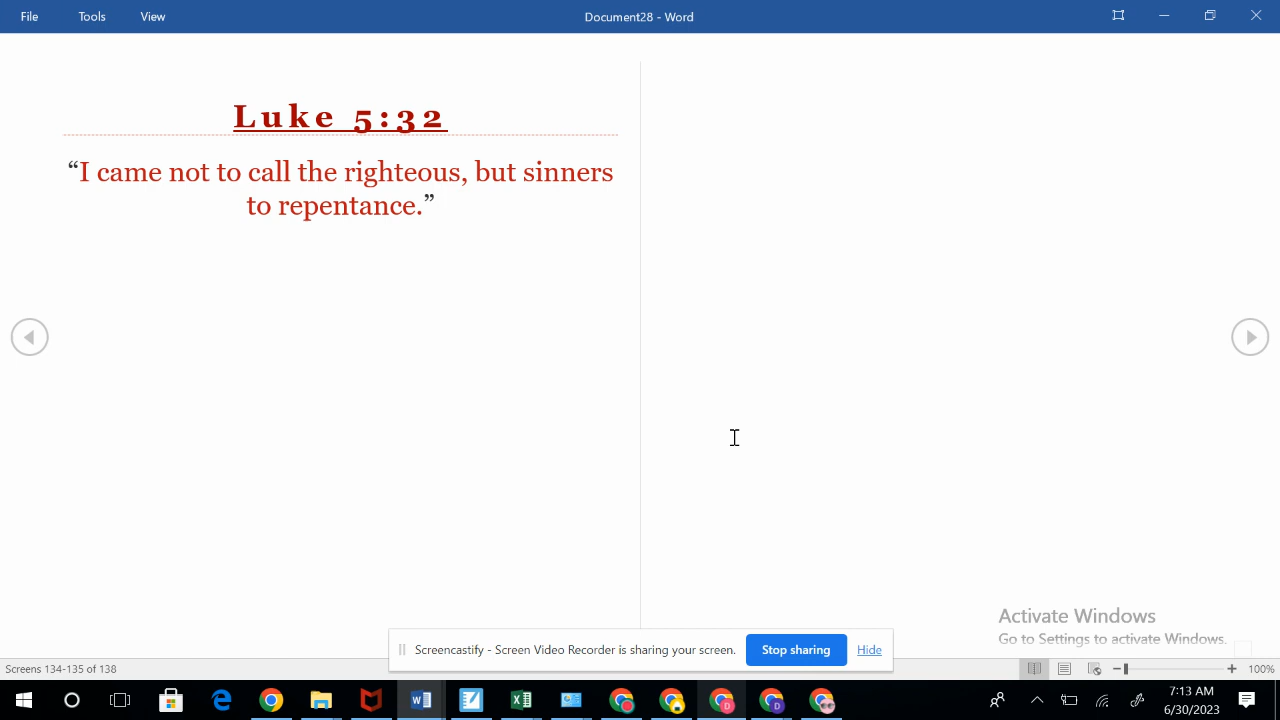 File Tools View Document28 - Word
Luke 5:32
“I came not to call the righteous, but sinners
to repentance.”
Activate Windows
Go to Settings to activate Windows.
Screencastify - Screen Video Recorder is sharing your screen. Stop sharing Hide
Screens 134-135 of 138 100%
7:13 AM
6/30/2023